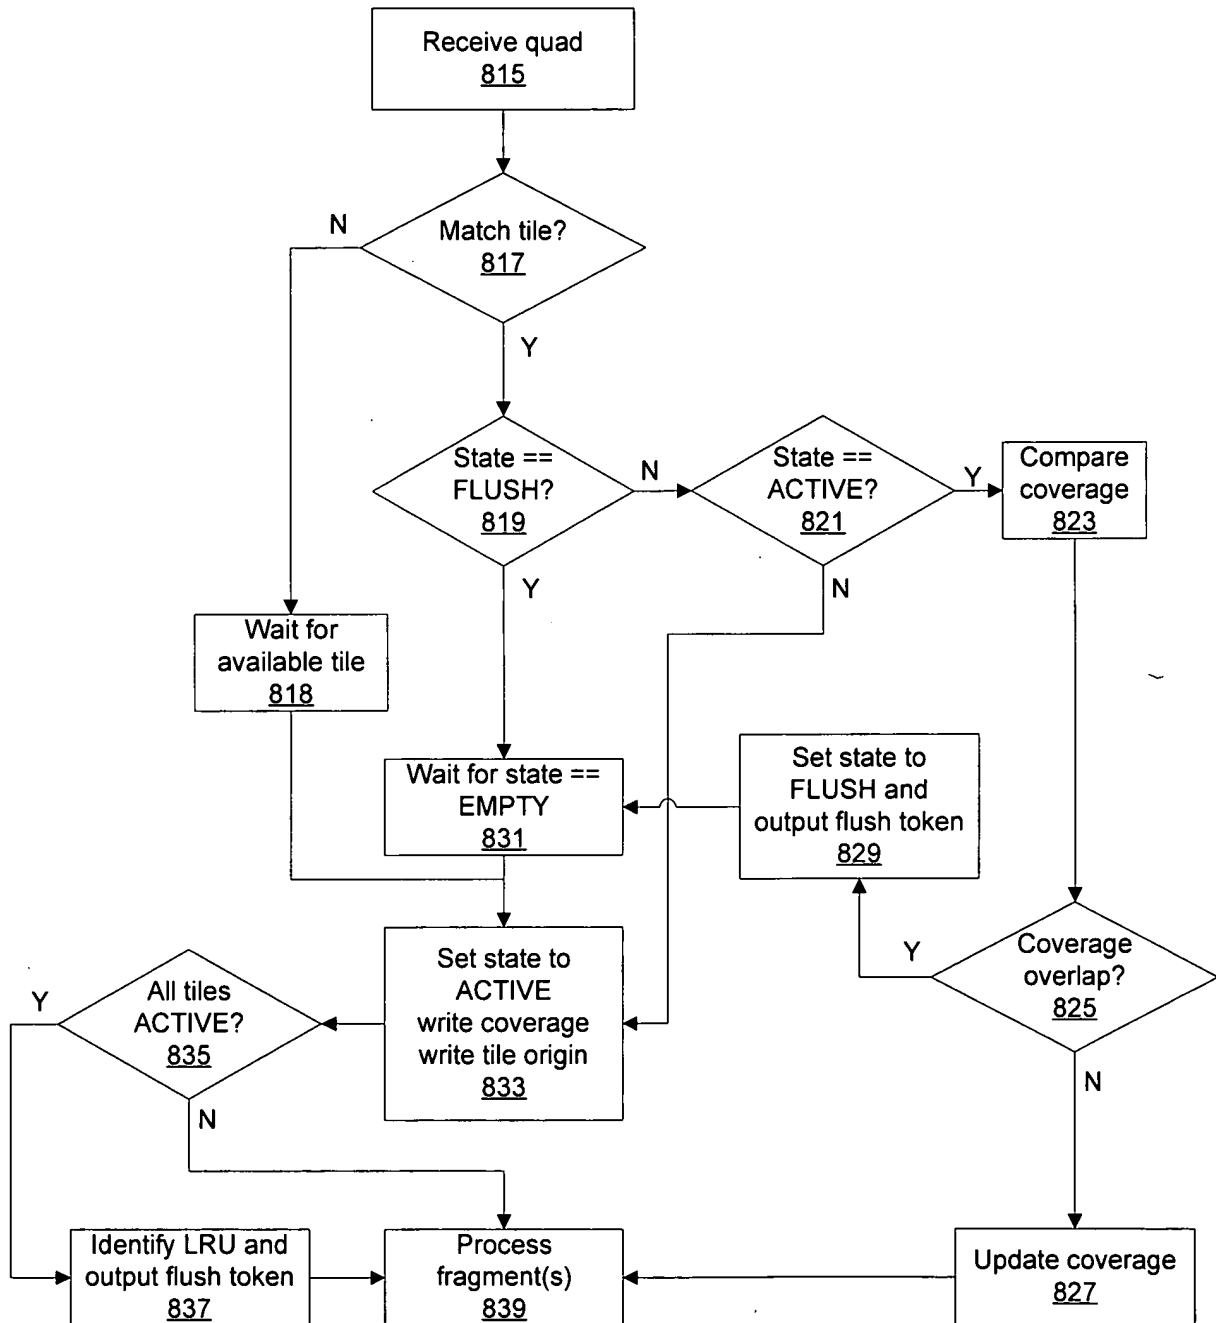 Receive quad
815
N
Match tile?
817
Y
State ==
FLUSH?
819
N
State ==
ACTIVE?
821
Y
Compare
coverage
823
Y
N
Wait for
available tile
818
Wait for state ==
EMPTY
831
Set state to
FLUSH and
output flush token
829
Y
Coverage
overlap?
825
N
Y
All tiles
ACTIVE?
835
N
Set state to
ACTIVE
write coverage
write tile origin
833
Identify LRU and
output flush token
837
Process
fragment(s)
839
Update coverage
827